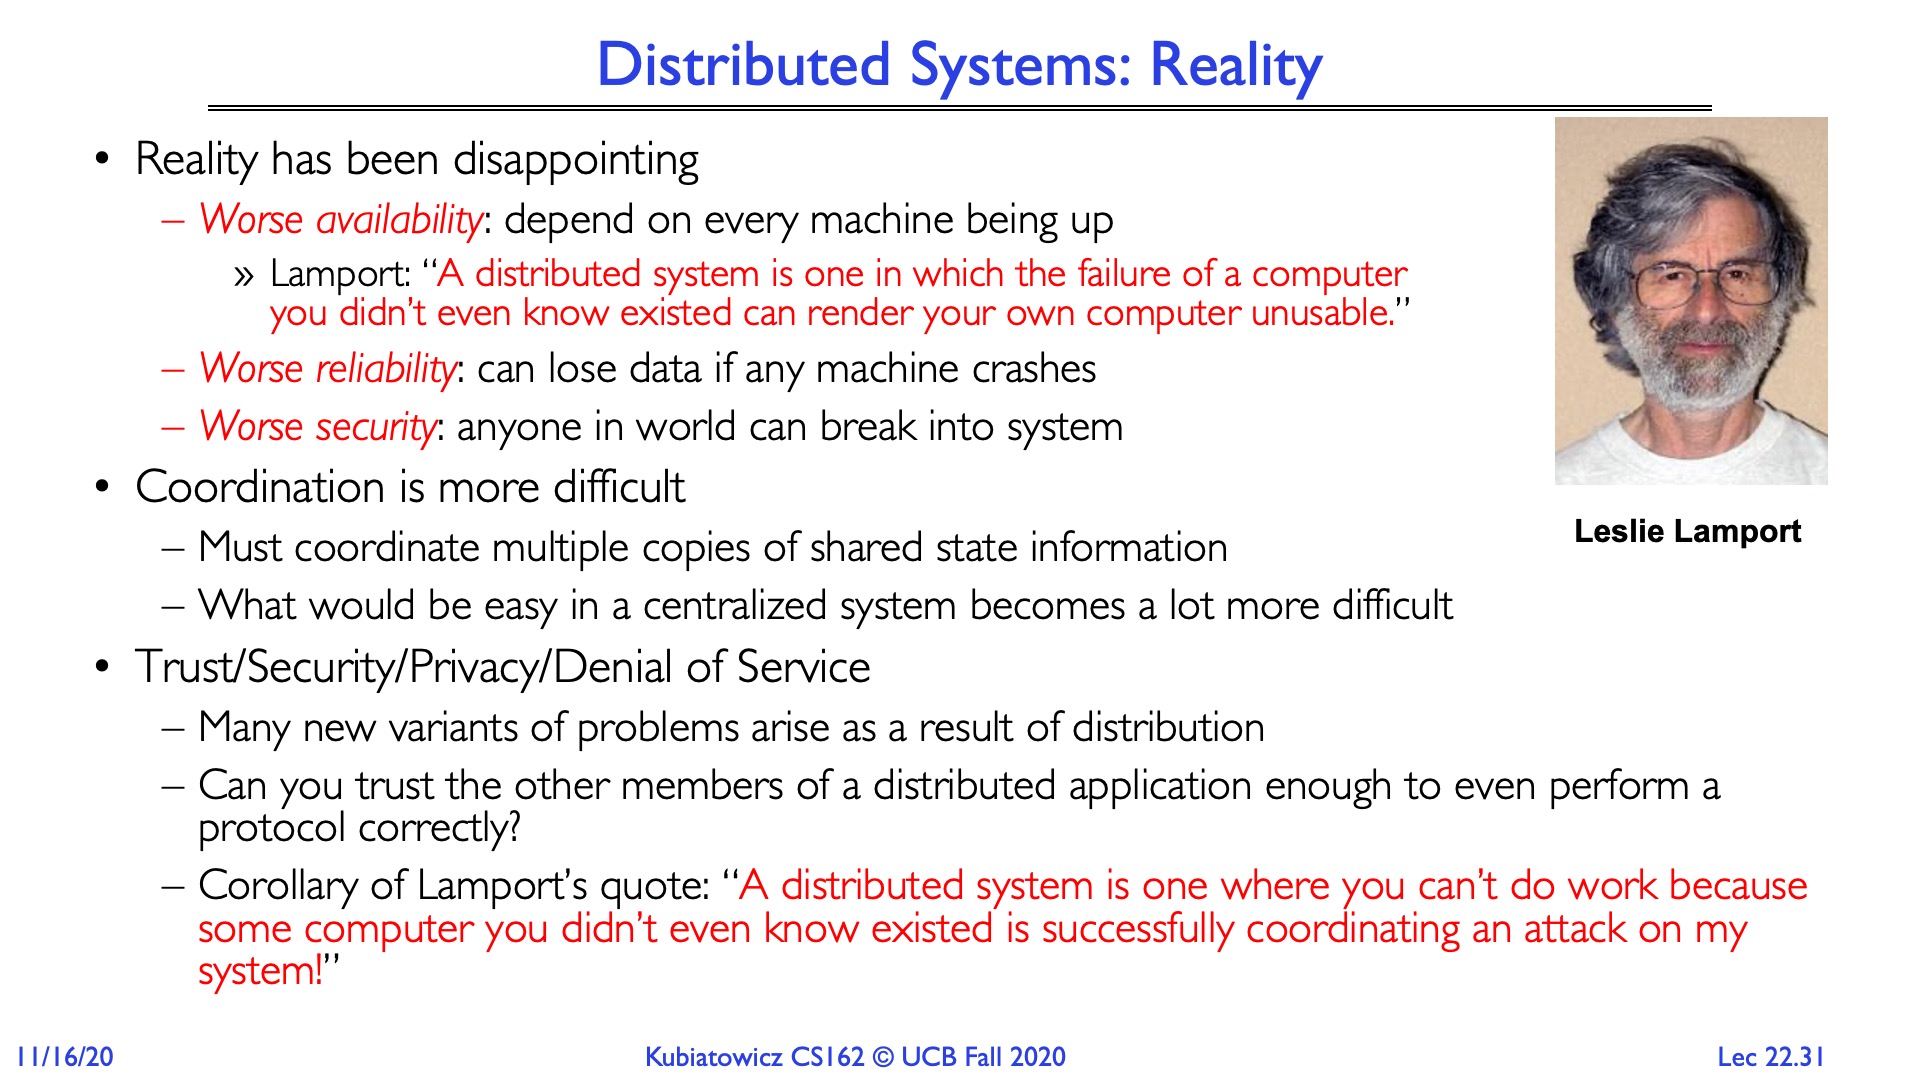 Distributed Systems: Reality
• Reality has been disappointing
– Worse availability: depend on every machine being up
» Lamport: “A distributed system is one in which the failure of a computer
you didn’t even know existed can render your own computer unusable.”
– Worse reliability: can lose data if any machine crashes
– Worse security: anyone in world can break into system
• Coordination is more difficult
– Must coordinate multiple copies of shared state information
– What would be easy in a centralized system becomes a lot more difficult
• Trust/Security/Privacy/Denial of Service
– Many new variants of problems arise as a result of distribution
– Can you trust the other members of a distributed application enough to even perform a
protocol correctly?
– Corollary of Lamport’s quote: “A distributed system is one where you can’t do work because
some computer you didn’t even know existed is successfully coordinating an attack on my
system!”
Leslie Lamport
11/16/20
Kubiatowicz CS162 © UCB Fall 2020
Lec 22.31